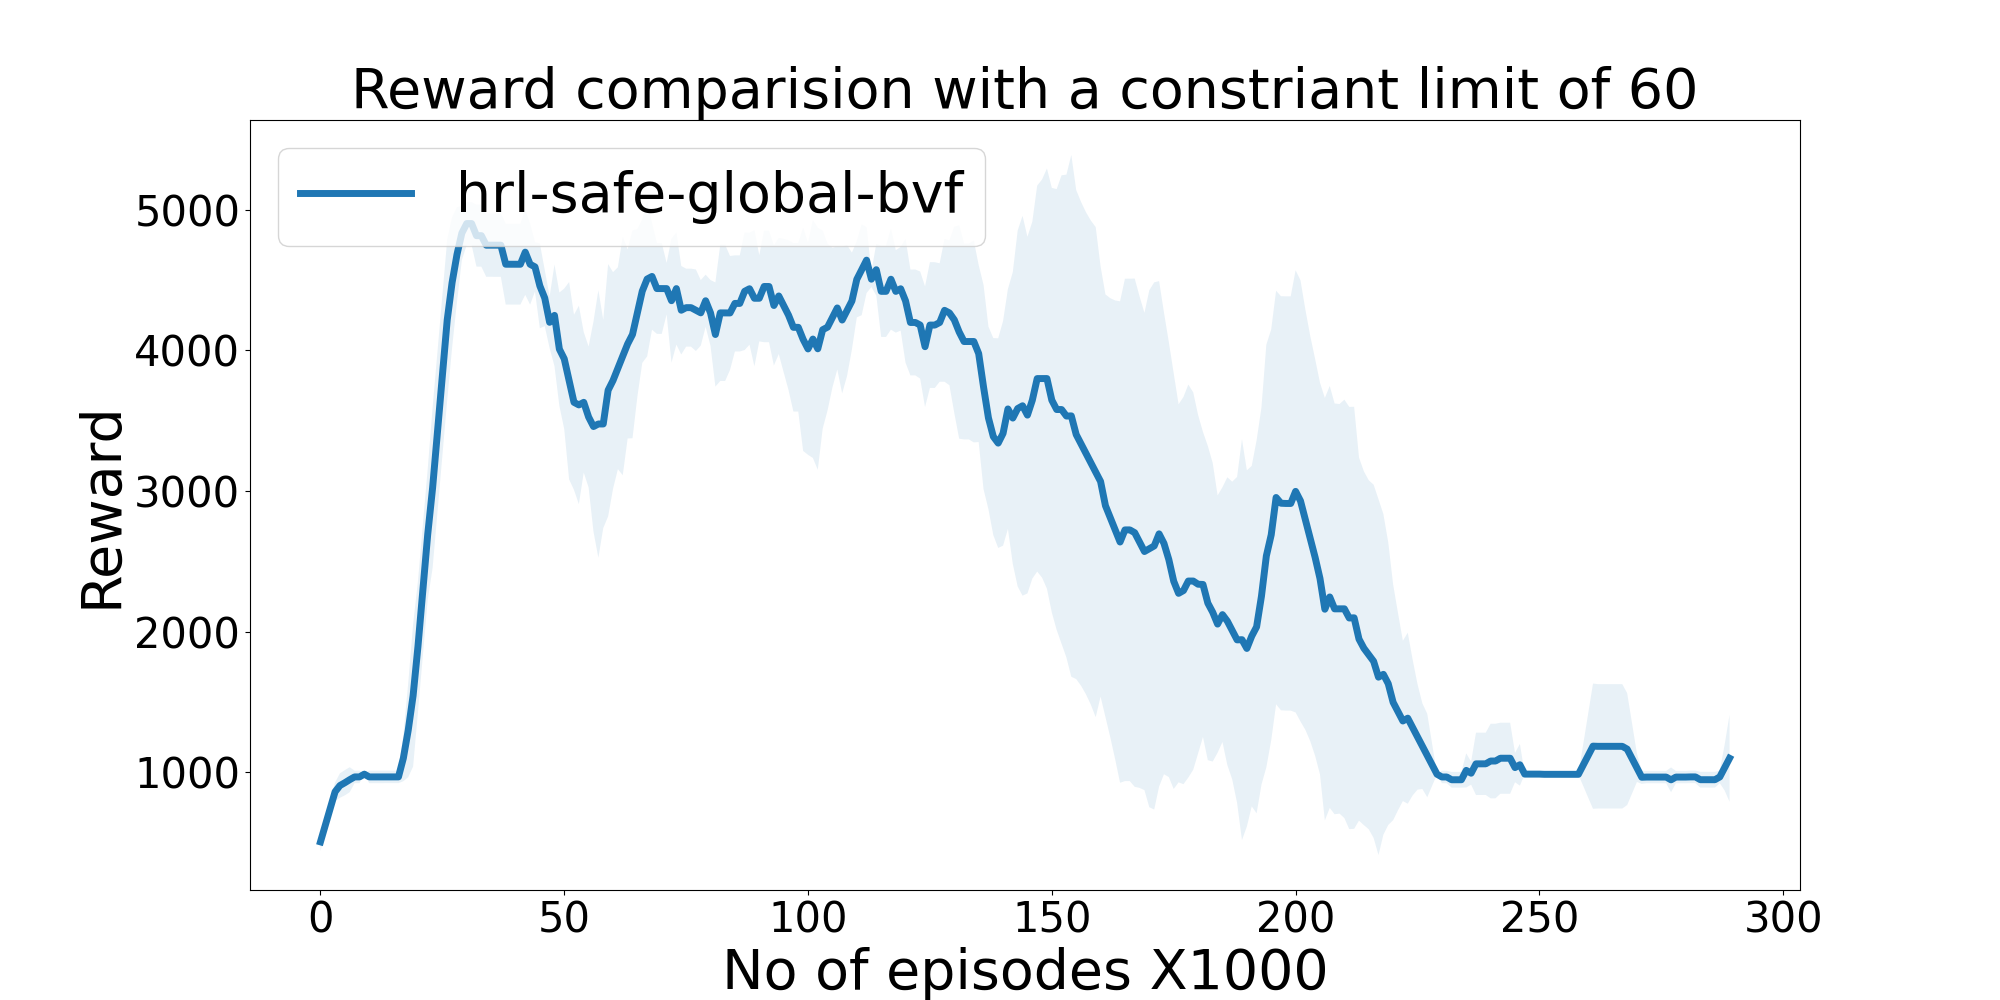 Reward comparision with a constriant limit of 60
hrl-safe-global-bvf
5000
4000
3000
2000
1000
Reward
0 50 100 150 200 250 300
No of episodes X1000